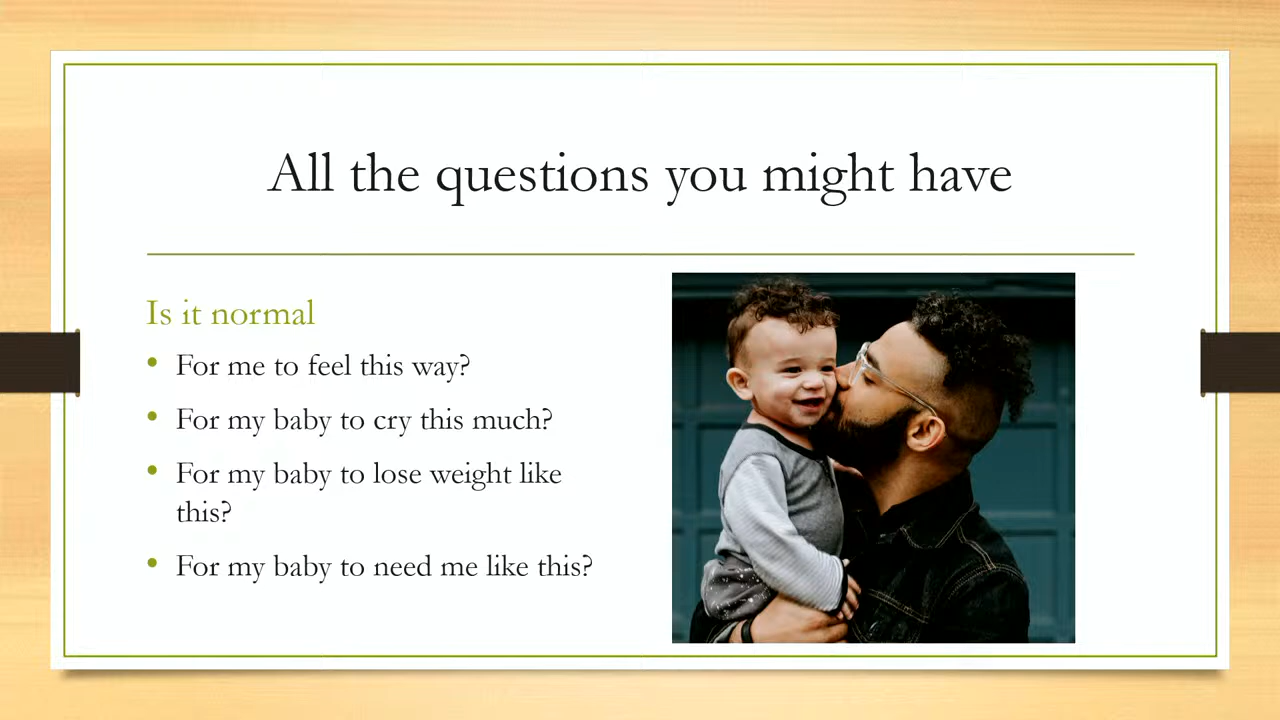 All the questions you might have
Is it normal
• For me to feel this way?
• For my baby to cry this much?
• For my baby to lose weight like
this?
• For my baby to need me like this?